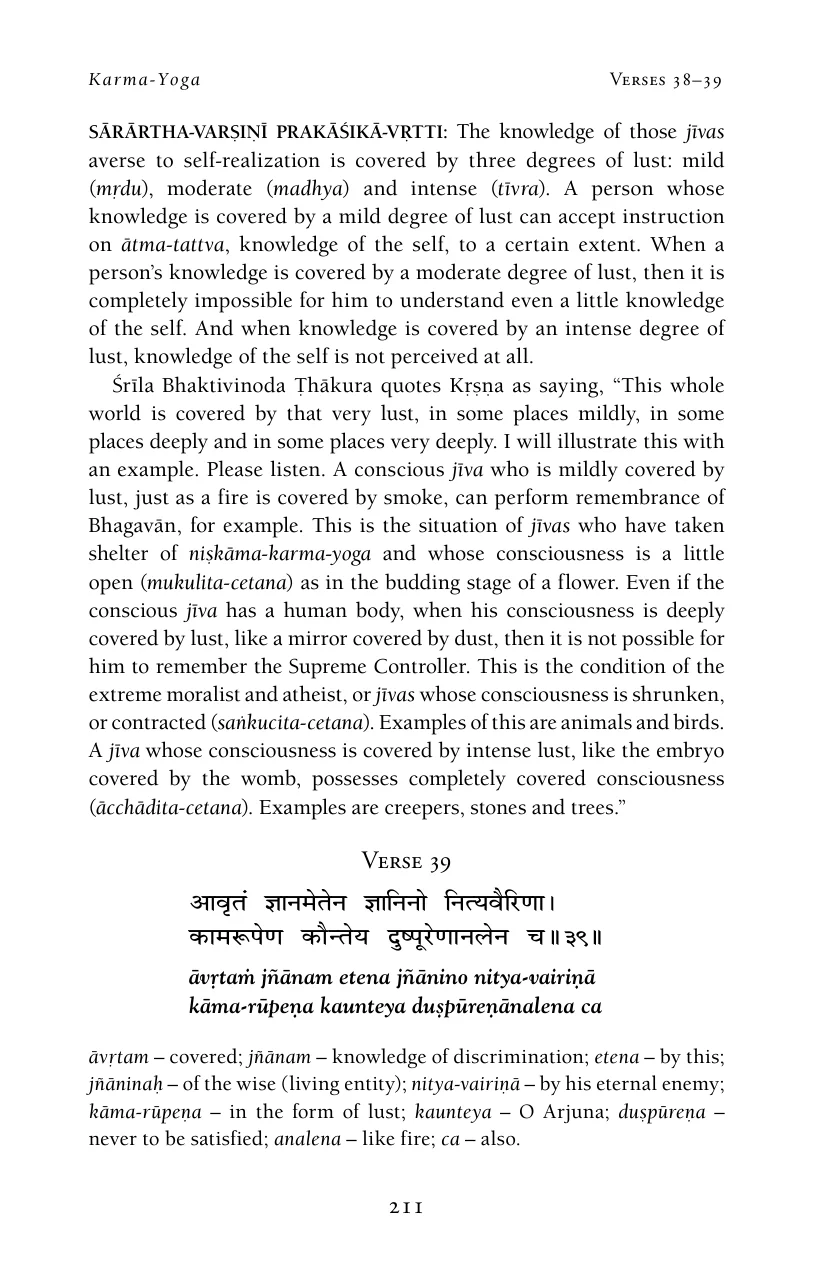 Karma-Yoga Verses 38–39
SĀRĀRTHA-VARṢIṆĪ PRAKĀŚIKĀ-VṚTTI: The knowledge of those jīvas
averse to self-realization is covered by three degrees of lust: mild
(mṛdu), moderate (madhya) and intense (tīvra). A person whose
knowledge is covered by a mild degree of lust can accept instruction
on ātma-tattva, knowledge of the self, to a certain extent. When a
person’s knowledge is covered by a moderate degree of lust, then it is
completely impossible for him to understand even a little knowledge
of the self. And when knowledge is covered by an intense degree of
lust, knowledge of the self is not perceived at all.
Śrīla Bhaktivinoda Ṭhākura quotes Kṛṣṇa as saying, “This whole
world is covered by that very lust, in some places mildly, in some
places deeply and in some places very deeply. I will illustrate this with
an example. Please listen. A conscious jīva who is mildly covered by
lust, just as a fire is covered by smoke, can perform remembrance of
Bhagavān, for example. This is the situation of jīvas who have taken
shelter of niṣkāma-karma-yoga and whose consciousness is a little
open (mukulita-cetana) as in the budding stage of a flower. Even if the
conscious jīva has a human body, when his consciousness is deeply
covered by lust, like a mirror covered by dust, then it is not possible for
him to remember the Supreme Controller. This is the condition of the
extreme moralist and atheist, or jīvas whose consciousness is shrunken,
or contracted (saṅkucita-cetana). Examples of this are animals and birds.
A jīva whose consciousness is covered by intense lust, like the embryo
covered by the womb, possesses completely covered consciousness
(ācchādita-cetana). Examples are creepers, stones and trees.”
Verse 39
आवृतं ज्ञानमेतेन ज्ञानिनो नित्यवैरिणा।
कामरूपेण कौन्तेय दुष्पूरेणानलेन च॥३९॥
āvṛtaṁ jñānam etena jñānino nitya-vairiṇā
kāma-rūpeṇa kaunteya duṣpūreṇānalena ca
āvṛtam – covered; jñānam – knowledge of discrimination; etena – by this;
jñāninaḥ – of the wise (living entity); nitya-vairiṇā – by his eternal enemy;
kāma-rūpeṇa – in the form of lust; kaunteya – O Arjuna; duṣpūreṇa –
never to be satisfied; analena – like fire; ca – also.
211